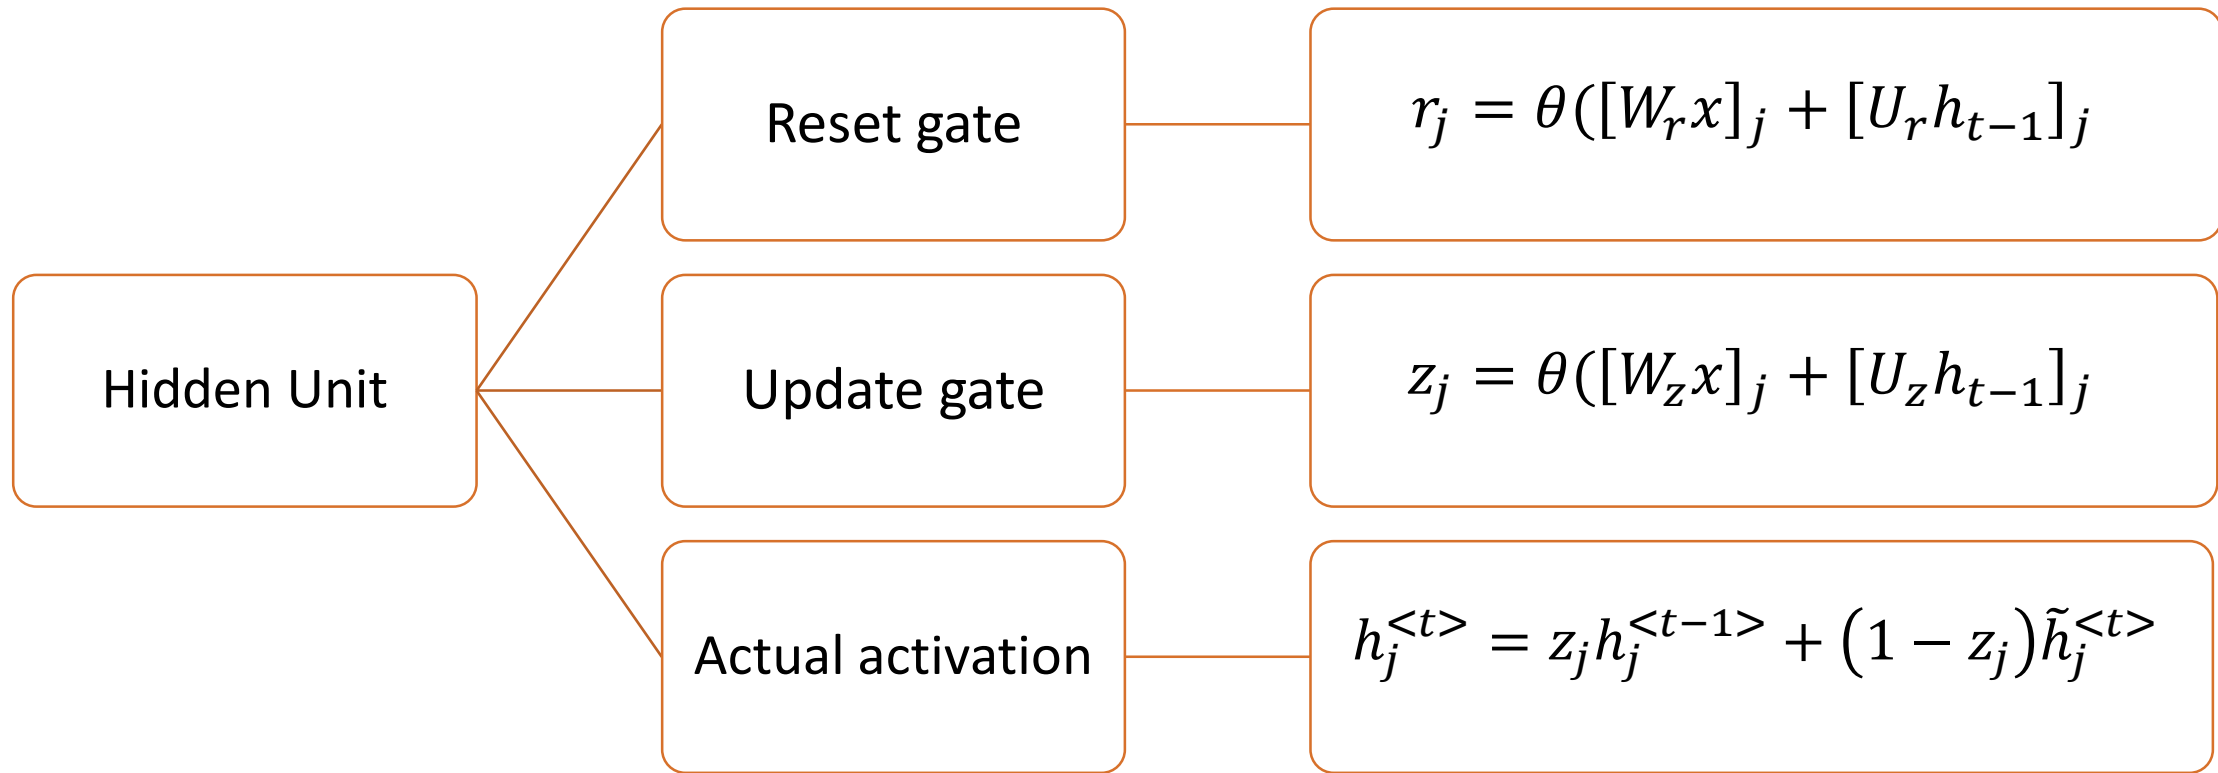 Hidden Unit
Reset gate
r_j = θ([W_r x]_j + [U_r h_{t−1}]_j
Update gate
z_j = θ([W_z x]_j + [U_z h_{t−1}]_j
Actual activation
h_j^{<t>} = z_j h_j^{<t−1>} + (1 − z_j) h̃_j^{<t>}